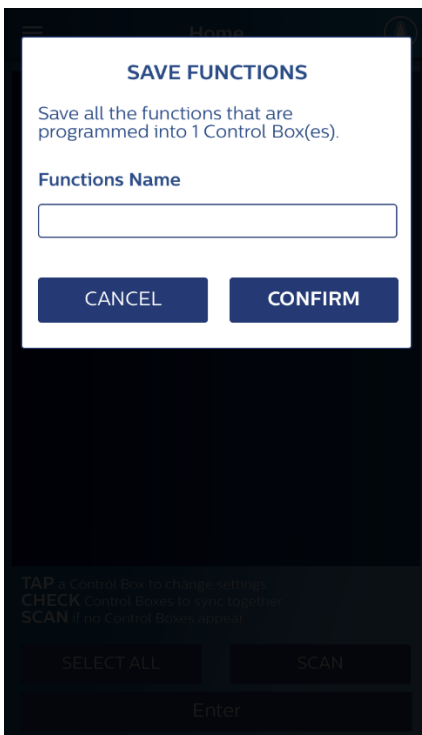 Home
SAVE FUNCTIONS
Save all the functions that are
programmed into 1 Control Box(es).
Functions Name
CANCEL
CONFIRM
TAP a Control Box to change settings.
CHECK Control Boxes to sync together.
SCAN if no Control Boxes appear.
SELECT ALL
SCAN
Enter